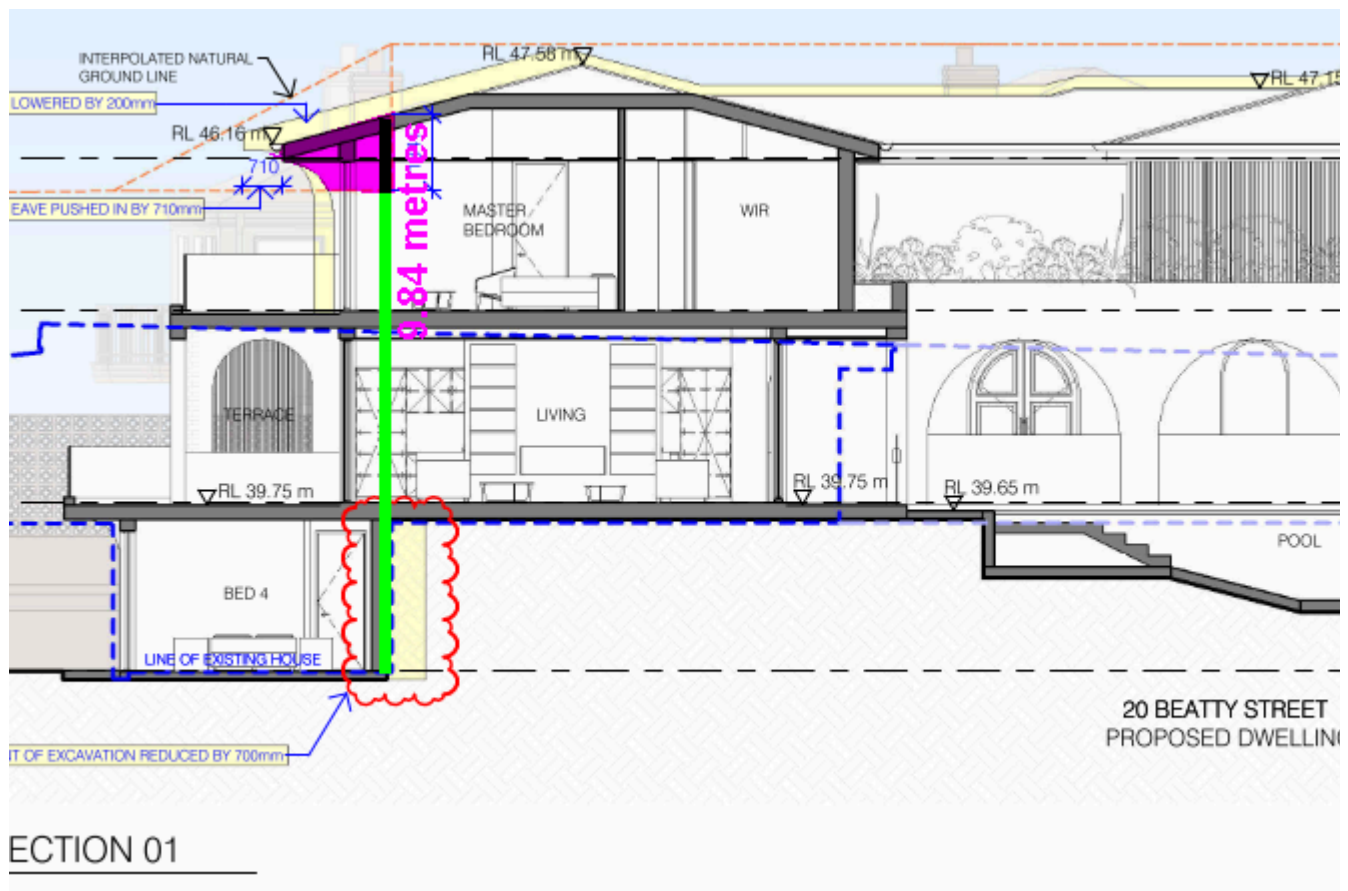 INTERPOLATED NATURAL
GROUND LINE
RL 47.58 m
RL 47.15
LOWERED BY 200mm
RL 46.16 m
710
EAVE PUSHED IN BY 710mm
9.84 metres
MASTER
BEDROOM
WIR
TERRACE
LIVING
RL 39.75 m
RL 39.75 m
RL 39.65 m
POOL
BED 4
LINE OF EXISTING HOUSE
20 BEATTY STREET
PROPOSED DWELLING
T OF EXCAVATION REDUCED BY 700mm
ECTION 01